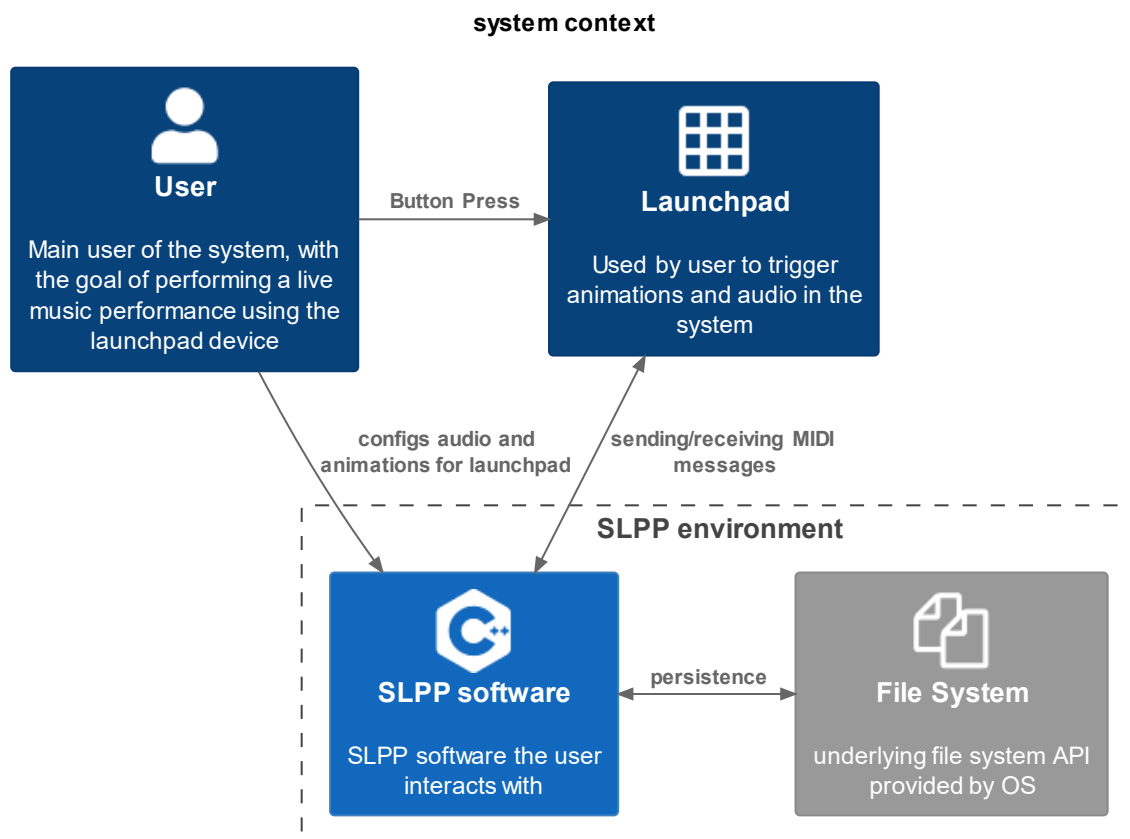 system context
User
Main user of the system, with
the goal of performing a live
music performance using the
launchpad device
Button Press
Launchpad
Used by user to trigger
animations and audio in the
system
configs audio and
animations for launchpad
sending/receiving MIDI
messages
SLPP environment
C++
SLPP software
SLPP software the user
interacts with
persistence
File System
underlying file system API
provided by OS